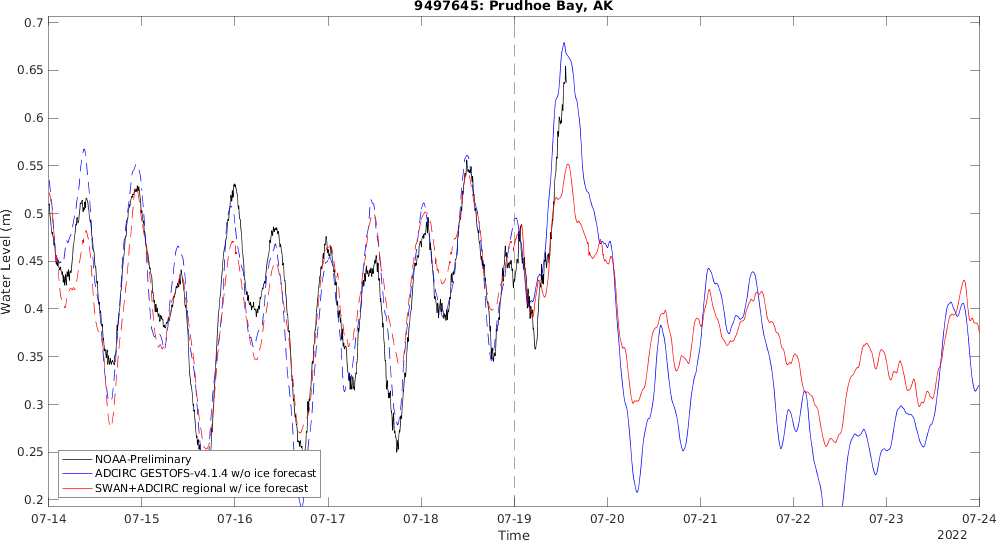 9497645: Prudhoe Bay, AK
0.7
0.65
0.6
0.55
0.5
0.45
0.4
0.35
0.3
0.25
0.2
Water Level (m)
NOAA-Preliminary
ADCIRC GESTOFS-v4.1.4 w/o ice forecast
SWAN+ADCIRC regional w/ ice forecast
07-14 07-15 07-16 07-17 07-18 07-19 07-20 07-21 07-22 07-23 07-24
Time
2022